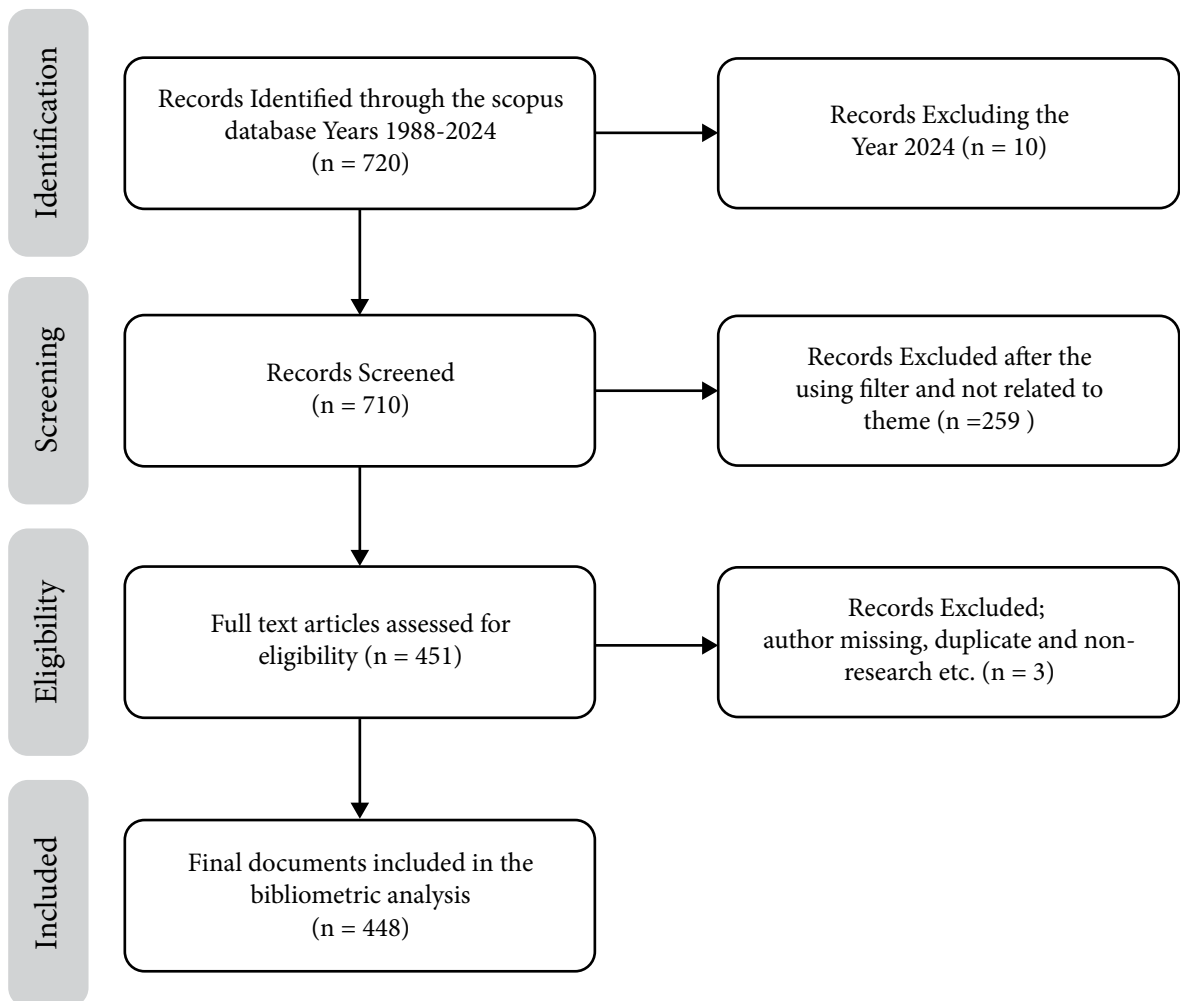 Identification
Records Identified through the scopus
database Years 1988-2024
(n = 720)
Records Excluding the
Year 2024 (n = 10)
Screening
Records Screened
(n = 710)
Records Excluded after the
using filter and not related to
theme (n =259 )
Eligibility
Full text articles assessed for
eligibility (n = 451)
Records Excluded;
author missing, duplicate and non-
research etc. (n = 3)
Included
Final documents included in the
bibliometric analysis
(n = 448)